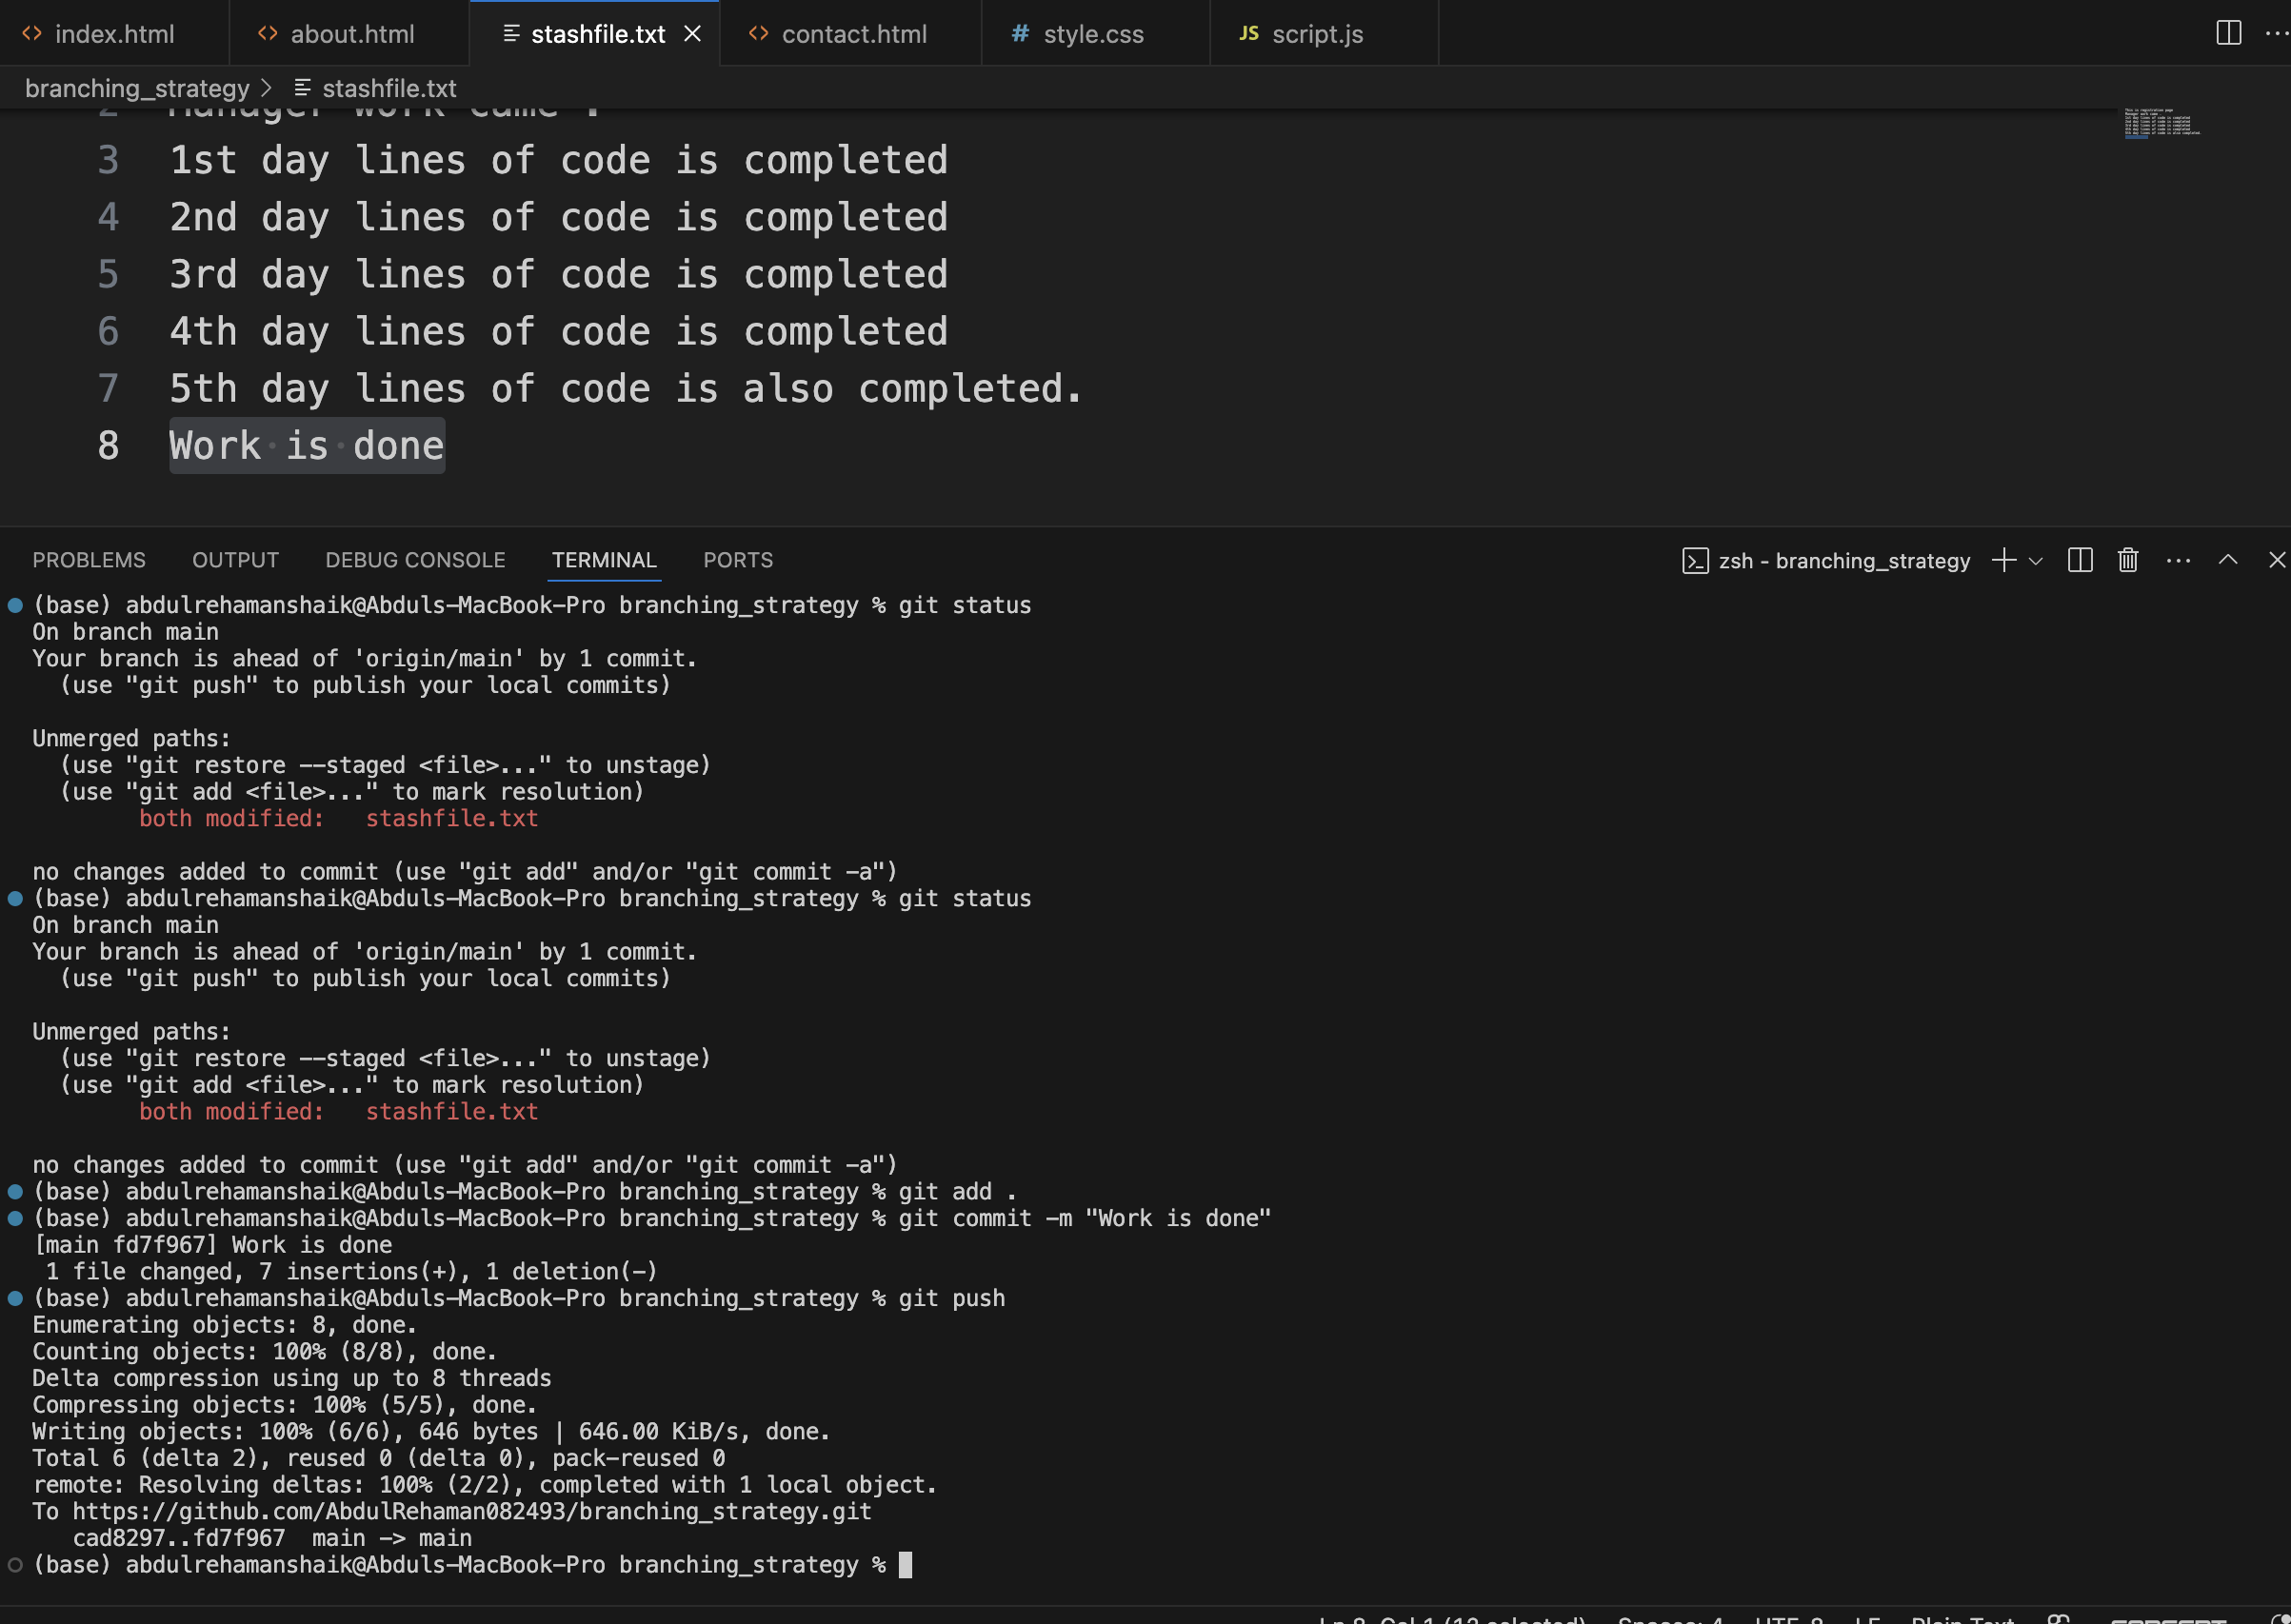 index.html about.html stashfile.txt contact.html style.css JS script.js
branching_strategy > stashfile.txt
2 Manager work came .
3 1st day lines of code is completed
4 2nd day lines of code is completed
5 3rd day lines of code is completed
6 4th day lines of code is completed
7 5th day lines of code is also completed.
8 Work is done
PROBLEMS OUTPUT DEBUG CONSOLE TERMINAL PORTS zsh - branching_strategy
(base) abdulrehamanshaik@Abduls-MacBook-Pro branching_strategy % git status
On branch main
Your branch is ahead of 'origin/main' by 1 commit.
(use "git push" to publish your local commits)
Unmerged paths:
(use "git restore --staged <file>..." to unstage)
(use "git add <file>..." to mark resolution)
both modified: stashfile.txt
no changes added to commit (use "git add" and/or "git commit -a")
(base) abdulrehamanshaik@Abduls-MacBook-Pro branching_strategy % git status
On branch main
Your branch is ahead of 'origin/main' by 1 commit.
(use "git push" to publish your local commits)
Unmerged paths:
(use "git restore --staged <file>..." to unstage)
(use "git add <file>..." to mark resolution)
both modified: stashfile.txt
no changes added to commit (use "git add" and/or "git commit -a")
(base) abdulrehamanshaik@Abduls-MacBook-Pro branching_strategy % git add .
(base) abdulrehamanshaik@Abduls-MacBook-Pro branching_strategy % git commit -m "Work is done"
[main fd7f967] Work is done
1 file changed, 7 insertions(+), 1 deletion(-)
(base) abdulrehamanshaik@Abduls-MacBook-Pro branching_strategy % git push
Enumerating objects: 8, done.
Counting objects: 100% (8/8), done.
Delta compression using up to 8 threads
Compressing objects: 100% (5/5), done.
Writing objects: 100% (6/6), 646 bytes | 646.00 KiB/s, done.
Total 6 (delta 2), reused 0 (delta 0), pack-reused 0
remote: Resolving deltas: 100% (2/2), completed with 1 local object.
To https://github.com/AbdulRehaman082493/branching_strategy.git
cad8297..fd7f967 main -> main
(base) abdulrehamanshaik@Abduls-MacBook-Pro branching_strategy %
Ln 8, Col 1 (12 selected) Spaces: 4 UTF-8 LF Plain Text